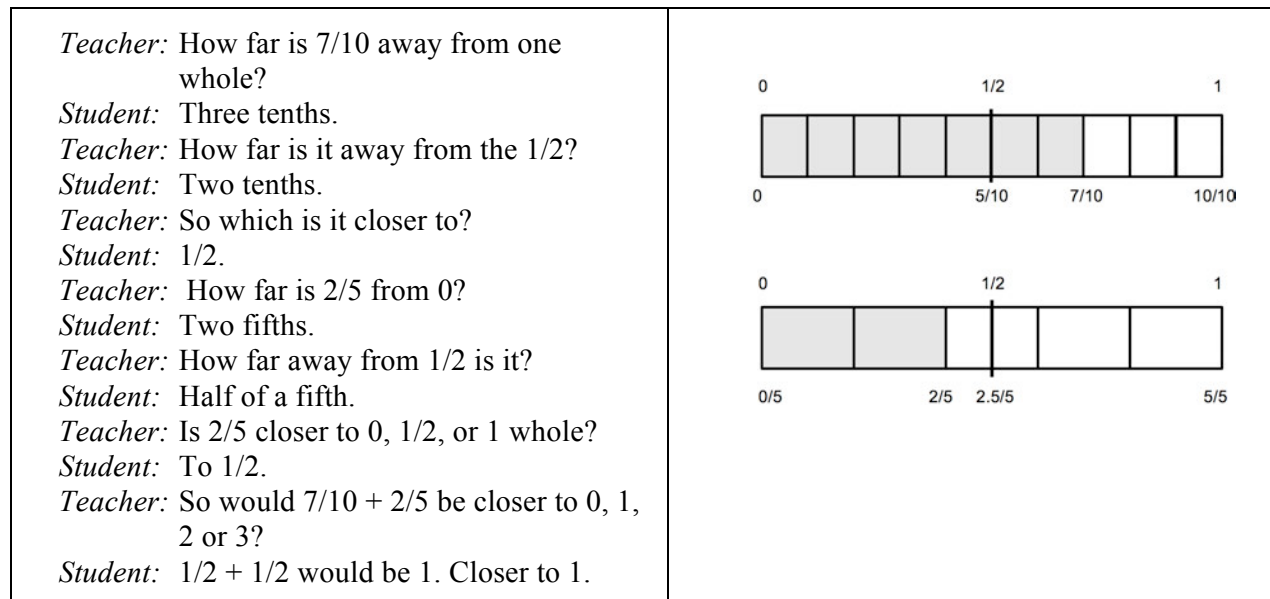 Teacher: How far is 7/10 away from one
whole?
Student: Three tenths.
Teacher: How far is it away from the 1/2?
Student: Two tenths.
Teacher: So which is it closer to?
Student: 1/2.
Teacher: How far is 2/5 from 0?
Student: Two fifths.
Teacher: How far away from 1/2 is it?
Student: Half of a fifth.
Teacher: Is 2/5 closer to 0, 1/2, or 1 whole?
Student: To 1/2.
Teacher: So would 7/10 + 2/5 be closer to 0, 1,
2 or 3?
Student: 1/2 + 1/2 would be 1. Closer to 1.
0 1/2 1
0 5/10 7/10 10/10
0 1/2 1
0/5 2/5 2.5/5 5/5